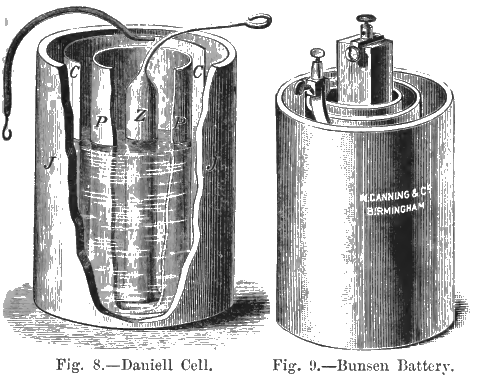 C C
P Z P
J J
W. CANNING & Co
BIRMINGHAM
Fig. 8.—Daniell Cell.
Fig. 9.—Bunsen Battery.